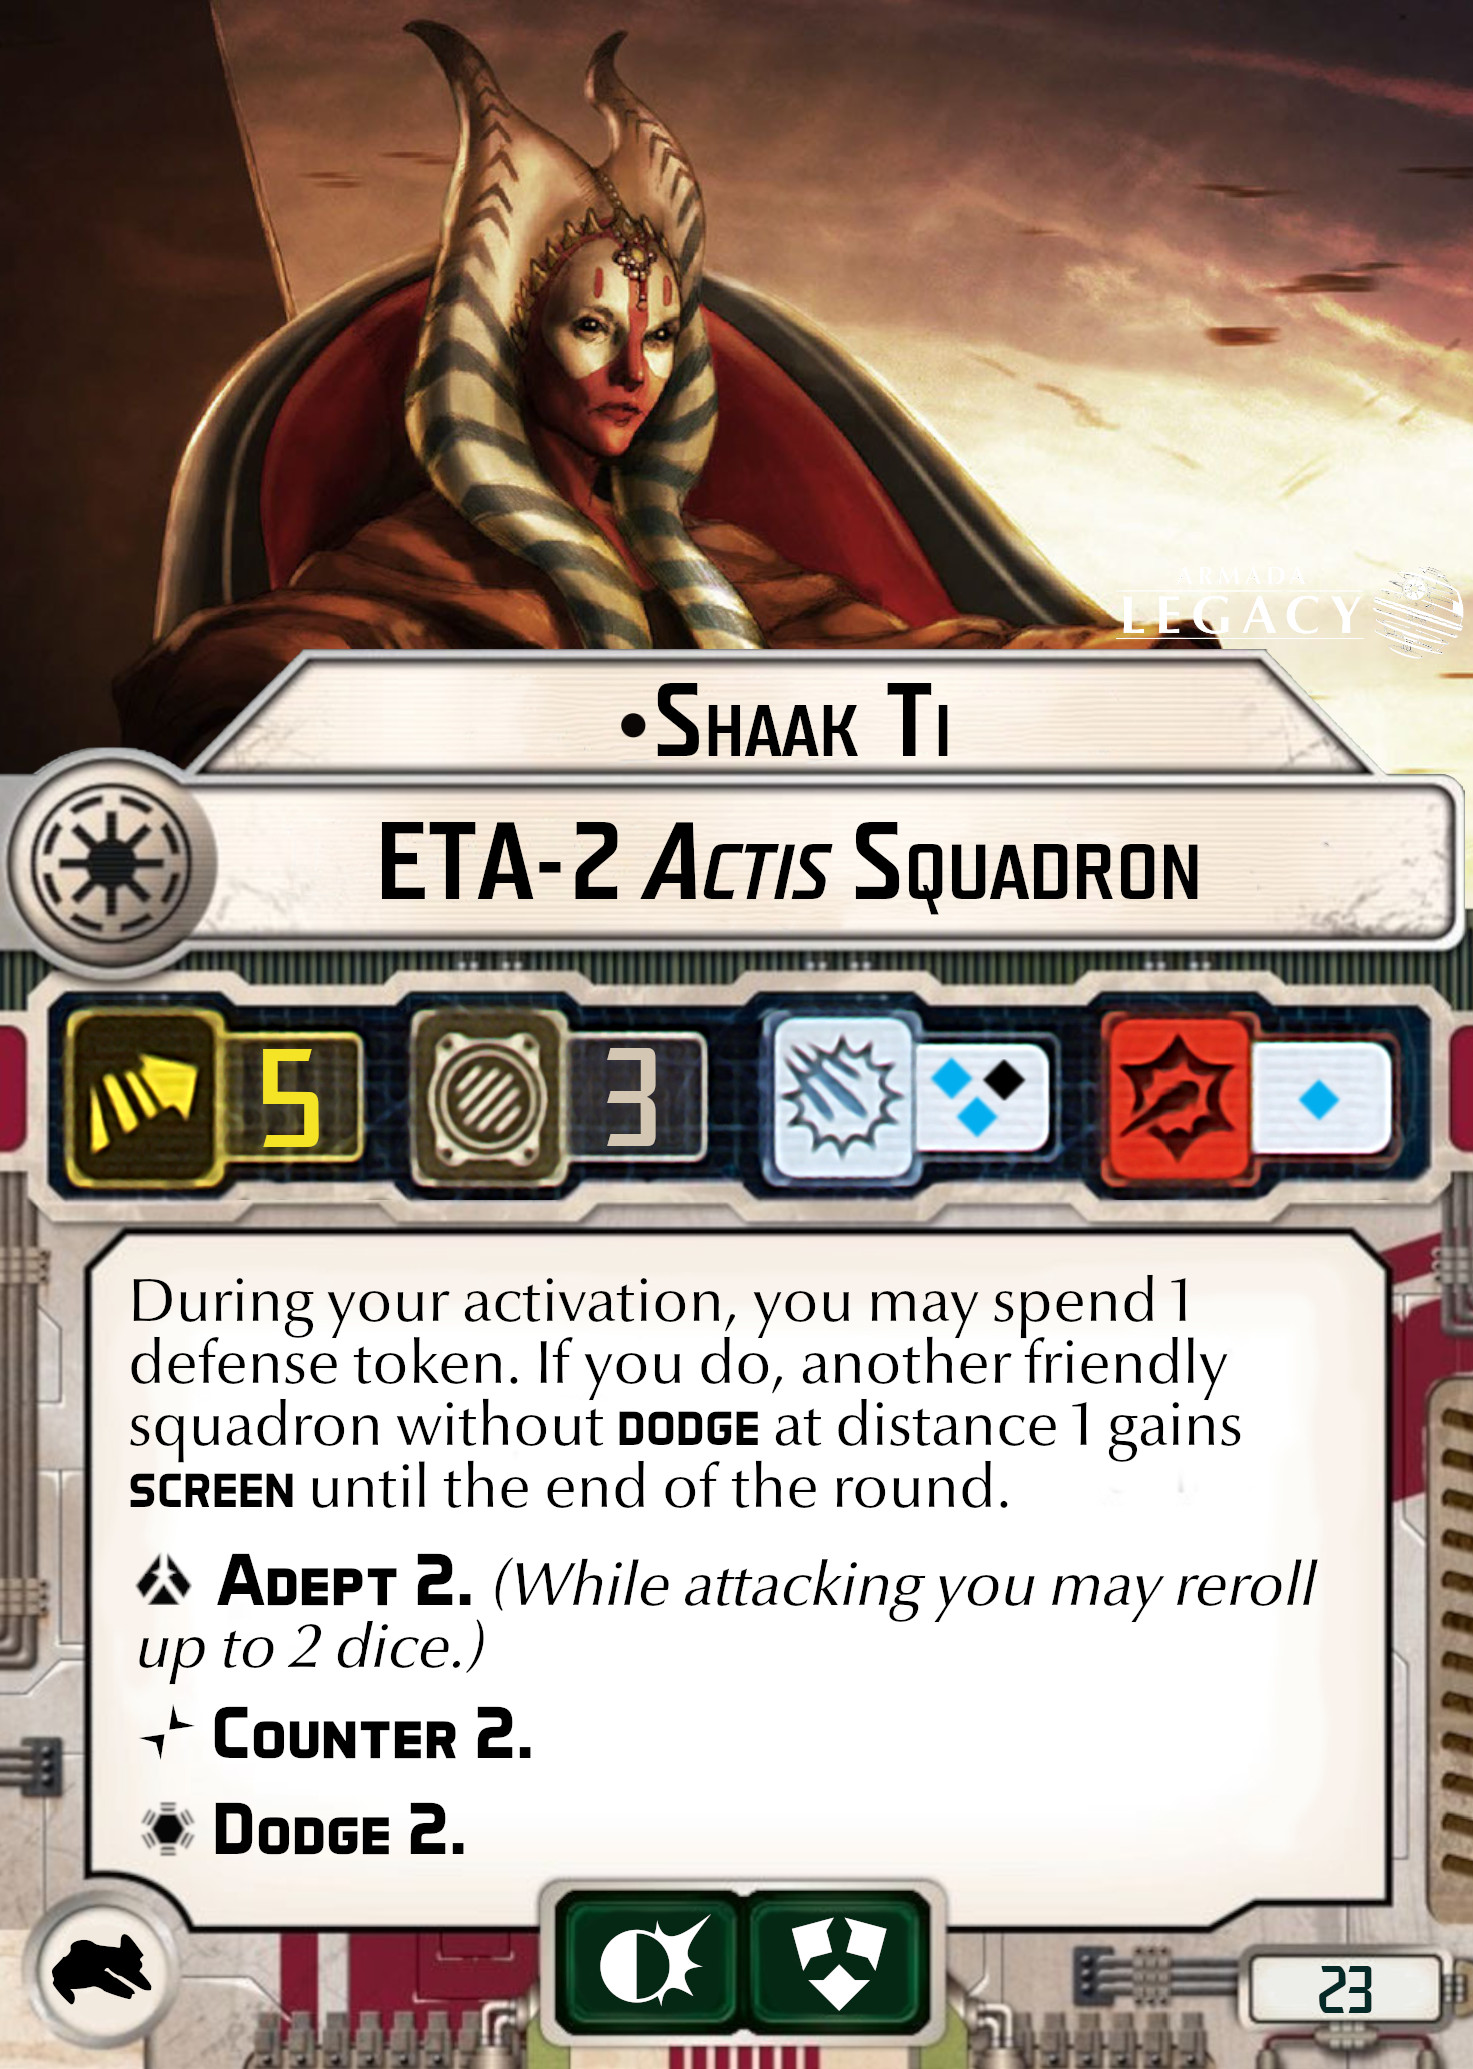 ARMADA
LEGACY
•Shaak Ti
ETA-2 Actis Squadron
5
3
During your activation, you may spend 1
defense token. If you do, another friendly
squadron without DODGE at distance 1 gains
SCREEN until the end of the round.
Adept 2. (While attacking you may reroll
up to 2 dice.)
Counter 2.
Dodge 2.
23